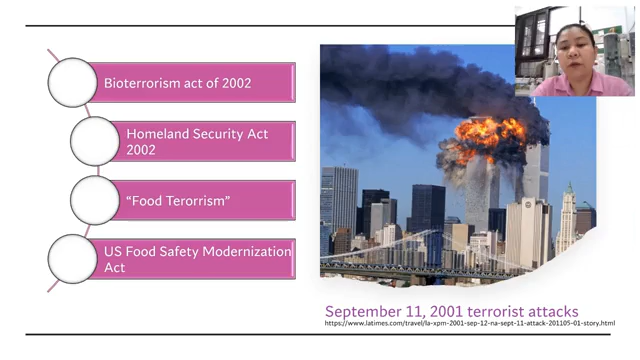 Bioterrorism act of 2002
Homeland Security Act
2002
“Food Terorrism”
US Food Safety Modernization
Act
September 11, 2001 terrorist attacks
https://www.latimes.com/travel/la-xpm-2001-sep-12-na-sept-11-attack-201105-01-story.html